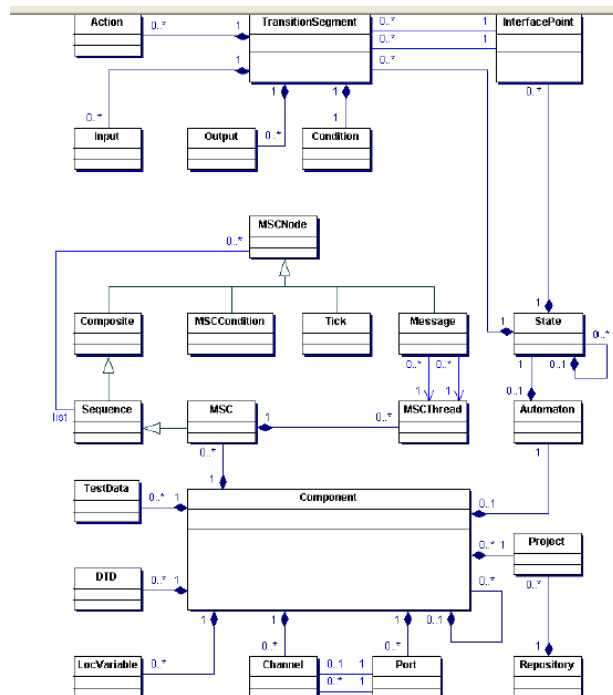 Action 0..* 1 TransitionSegment 0..* 1 InterfacePoint
0..* 1
1 0..*
1 1 0..*
0..* 0..* 1
Input Output Condition
MSCNode
0..*
Composite MSCCondition Tick Message 1 State 0..*
0..* 0..* 1 0..1
1 1 0..1
list Sequence MSC 1 0..* MSCThread Automaton
0..* 1
1
TestData 0..* 1 Component 0..1
0..* 1 Project
DTD 0..* 1 0..* 0..*
1 1 1 0..1
0..* 0..* 0..* 1
LocVariable Channel 0..1 1 Port Repository
0..* 1